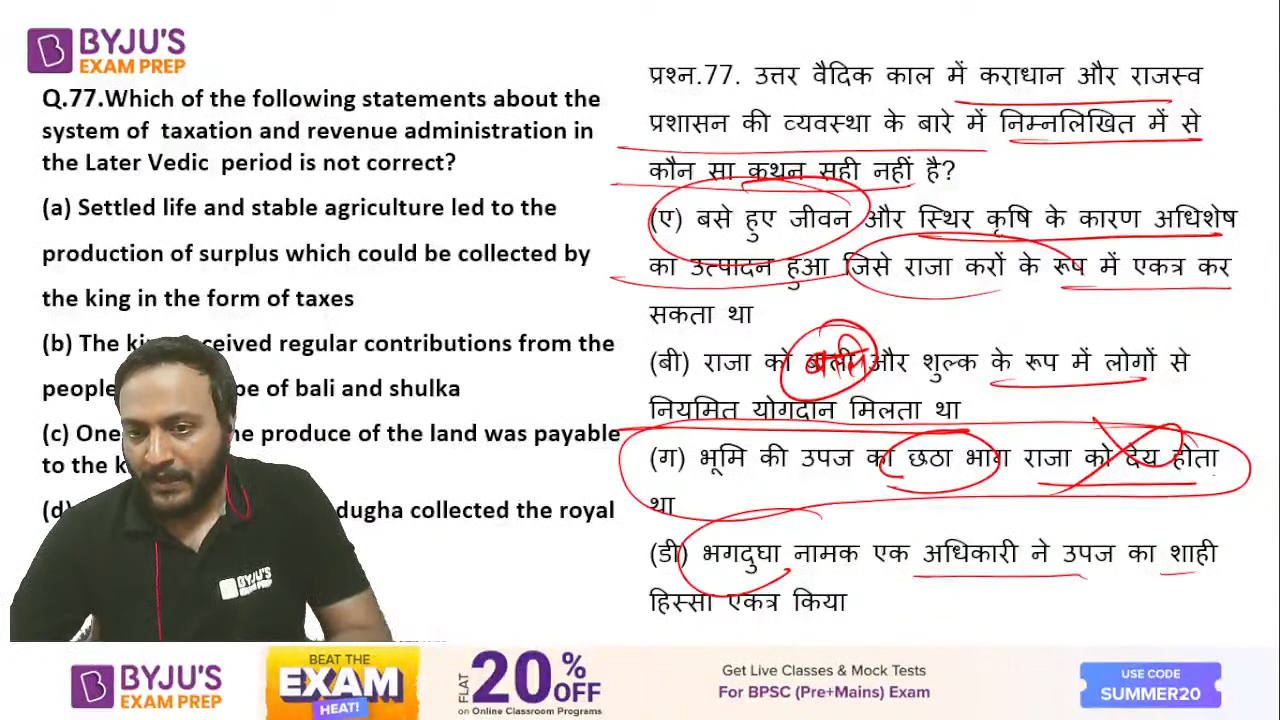 BYJU'S
EXAM PREP
Q.77.Which of the following statements about the
system of taxation and revenue administration in
the Later Vedic period is not correct?
(a) Settled life and stable agriculture led to the
production of surplus which could be collected by
the king in the form of taxes
(b) The received regular contributions from the
people of bali and shulka
(c) produce of the land was payable
to the
collected the royal
प्रश्न.77. उत्तर वैदिक काल में कराधान और राजस्व
प्रशासन की व्यवस्था के बारे में निम्नलिखित में से
कौन सा कथन सही नहीं है?
(ए) बसे हुए जीवन और स्थिर कृषि के कारण अधिशेष
का उत्पादन हुआ जिसे राजा करों के रूप में एकत्र कर
सकता था
(बी) राजा को बलि और शुल्क के रूप में लोगों से
नियमित योगदान मिलता था
(ग) भूमि की उपज का छठा भाग राजा को देय होता
था
(डी) भगदुघा नामक एक अधिकारी ने उपज का शाही
हिस्सा एकत्र किया
BYJU'S
BYJU'S
EXAM PREP
BEAT THE
EXAM
HEAT!
FLAT 20% OFF
on Online Classroom Programs
Get Live Classes & Mock Tests
For BPSC (Pre+Mains) Exam
USE CODE
SUMMER20